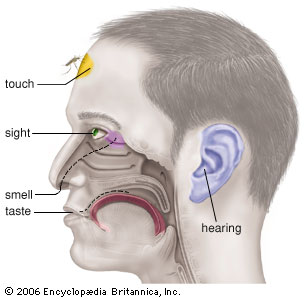 touch
sight
smell
taste
hearing
© 2006 Encyclopædia Britannica, Inc.